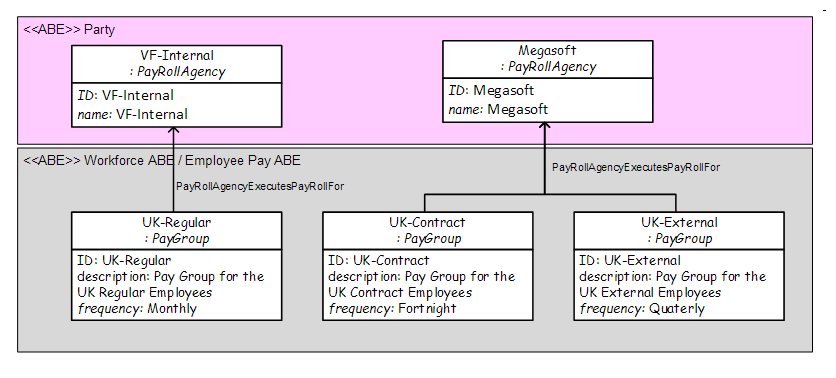 <<ABE>> Party
VF-Internal
: PayRollAgency
ID: VF-Internal
name: VF-Internal
Megasoft
: PayRollAgency
ID: Megasoft
name: Megasoft
<<ABE>> Workforce ABE / Employee Pay ABE
PayRollAgencyExecutesPayRollFor
PayRollAgencyExecutesPayRollFor
UK-Regular
: PayGroup
ID: UK-Regular
description: Pay Group for the
UK Regular Employees
frequency: Monthly
UK-Contract
: PayGroup
ID: UK-Contract
description: Pay Group for the
UK Contract Employees
frequency: Fortnight
UK-External
: PayGroup
ID: UK-External
description: Pay Group for the
UK External Employees
frequency: Quaterly